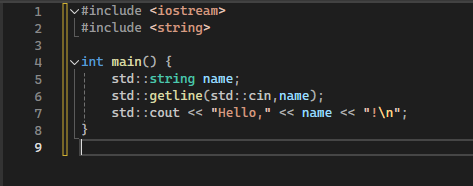 1 #include <iostream>
2 #include <string>
3
4 int main() {
5     std::string name;
6     std::getline(std::cin,name);
7     std::cout << "Hello," << name << "!\n";
8 }
9